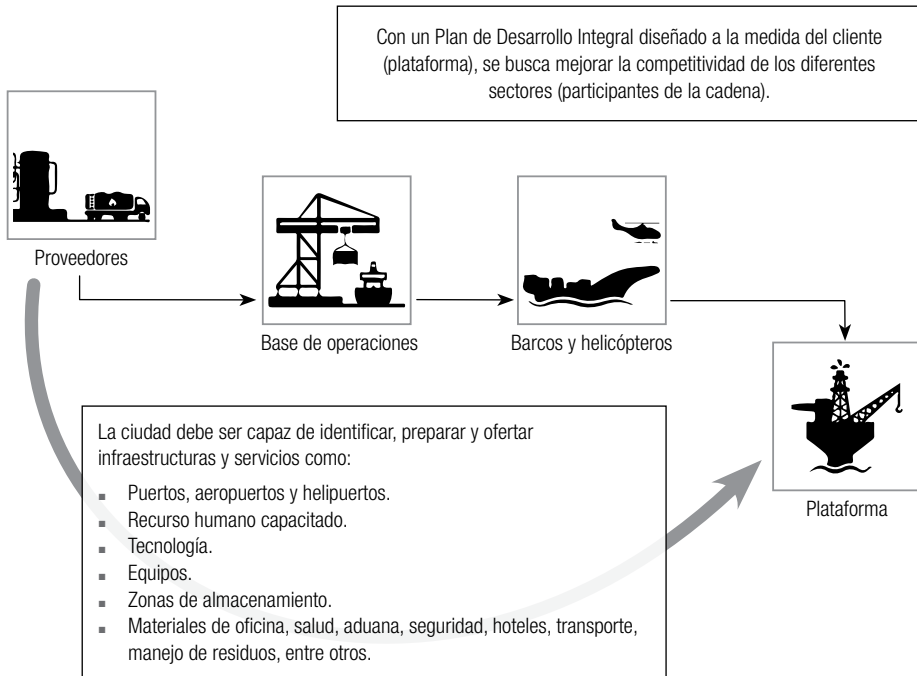 Con un Plan de Desarrollo Integral diseñado a la medida del cliente
(plataforma), se busca mejorar la competitividad de los diferentes
sectores (participantes de la cadena).
Proveedores
Base de operaciones
Barcos y helicópteros
Plataforma
La ciudad debe ser capaz de identificar, preparar y ofertar
infraestructuras y servicios como:
▪ Puertos, aeropuertos y helipuertos.
▪ Recurso humano capacitado.
▪ Tecnología.
▪ Equipos.
▪ Zonas de almacenamiento.
▪ Materiales de oficina, salud, aduana, seguridad, hoteles, transporte,
manejo de residuos, entre otros.